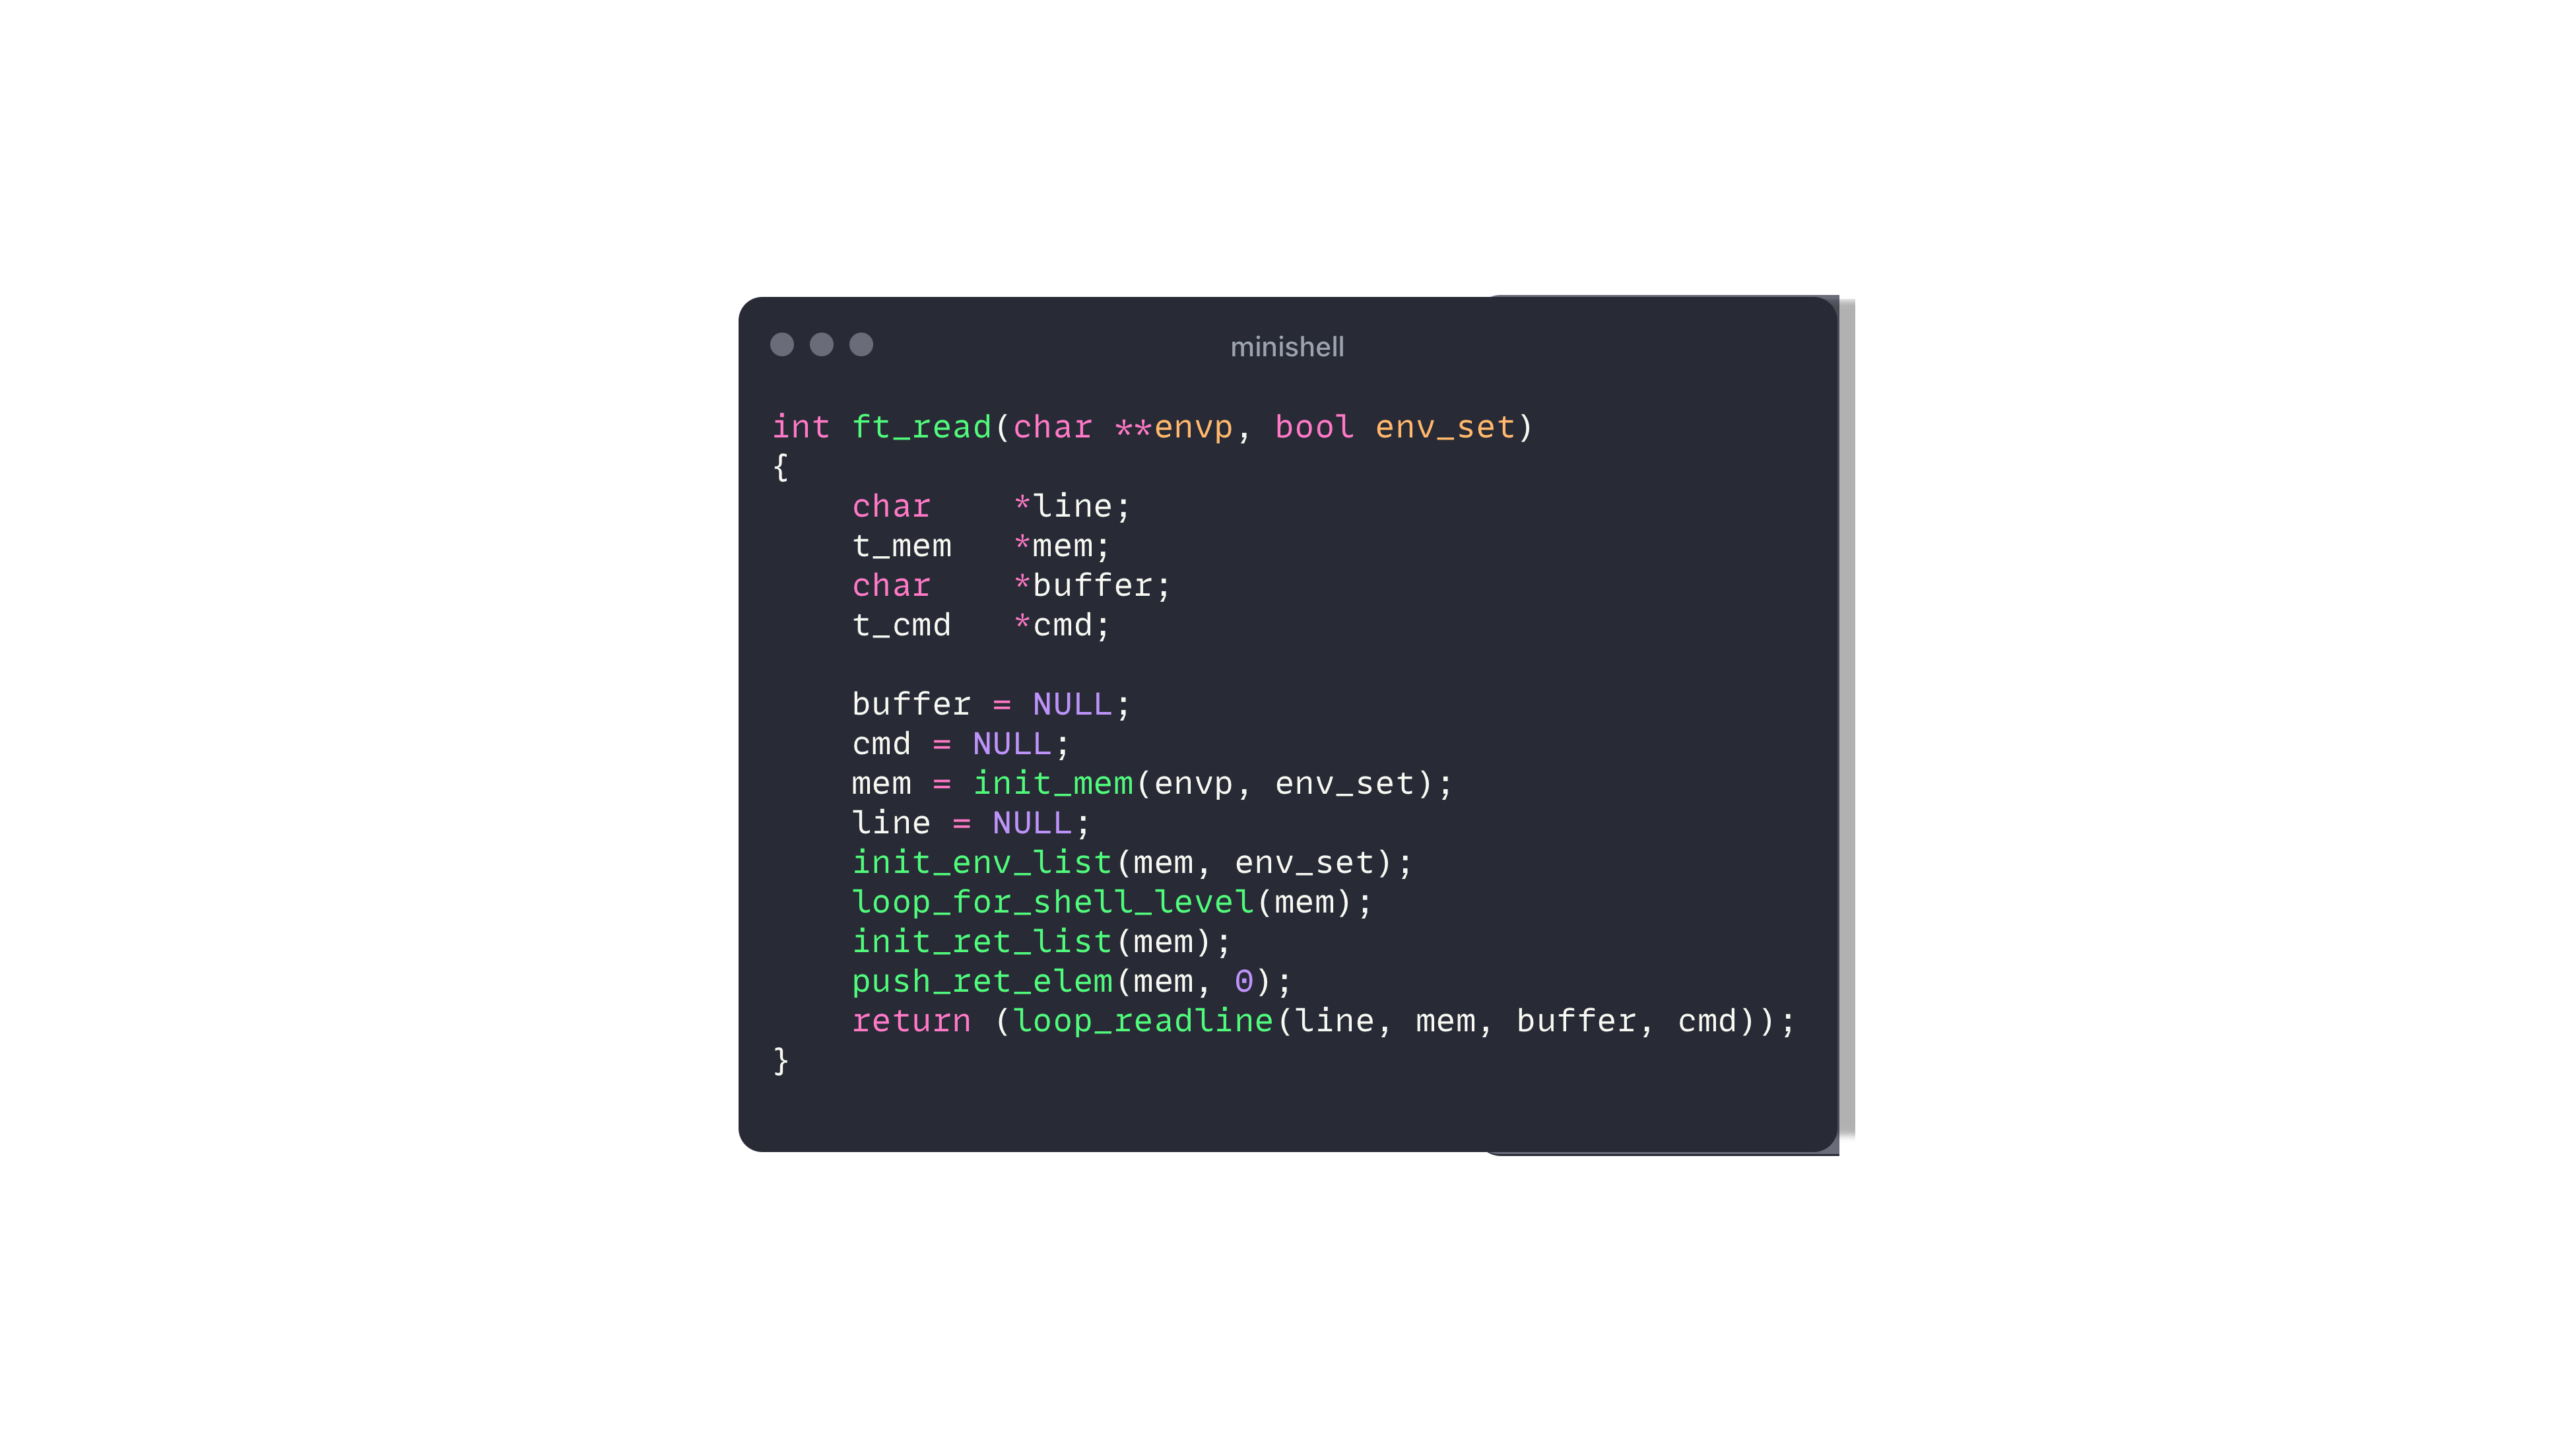 minishell
int ft_read(char **envp, bool env_set)
{
    char    *line;
    t_mem   *mem;
    char    *buffer;
    t_cmd   *cmd;

    buffer = NULL;
    cmd = NULL;
    mem = init_mem(envp, env_set);
    line = NULL;
    init_env_list(mem, env_set);
    loop_for_shell_level(mem);
    init_ret_list(mem);
    push_ret_elem(mem, 0);
    return (loop_readline(line, mem, buffer, cmd));
}